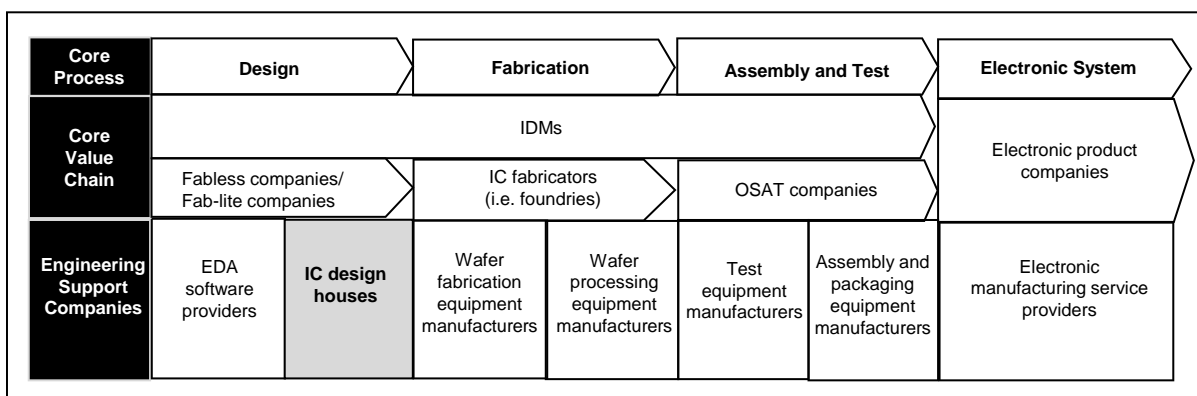 Core
Process
Design
Fabrication
Assembly and Test
Electronic System
Core
Value
Chain
IDMs
Fabless companies/
Fab-lite companies
IC fabricators
(i.e. foundries)
OSAT companies
Electronic product
companies
Engineering
Support
Companies
EDA
software
providers
IC design
houses
Wafer
fabrication
equipment
manufacturers
Wafer
processing
equipment
manufacturers
Test
equipment
manufacturers
Assembly and
packaging
equipment
manufacturers
Electronic
manufacturing service
providers